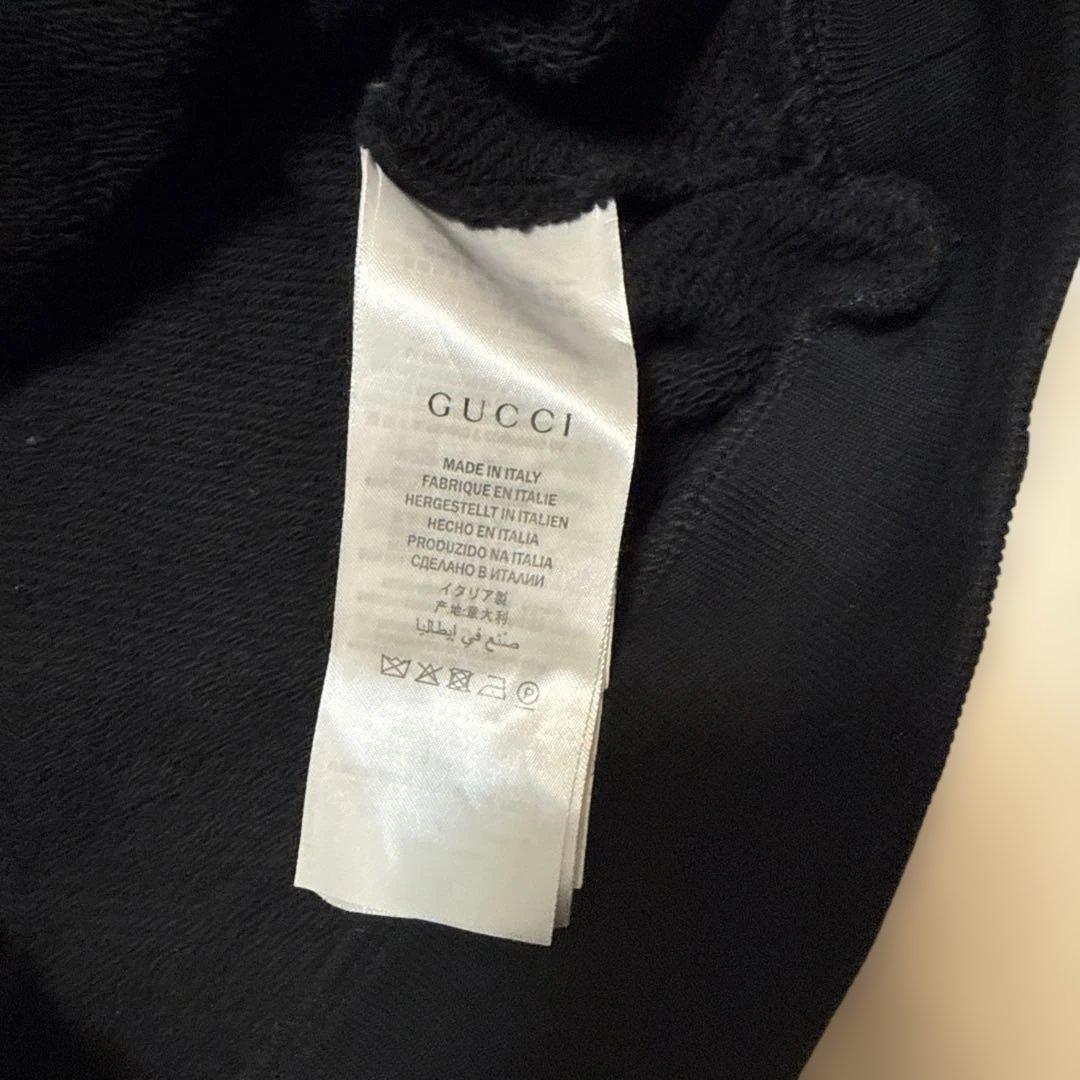 GUCCI
MADE IN ITALY
FABRIQUE EN ITALIE
HERGESTELLT IN ITALIEN
HECHO EN ITALIA
PRODUZIDO NA ITALIA
СДЕЛАНО В ИТАЛИИ
イタリア製
产地:意大利
صنع في إيطاليا
P